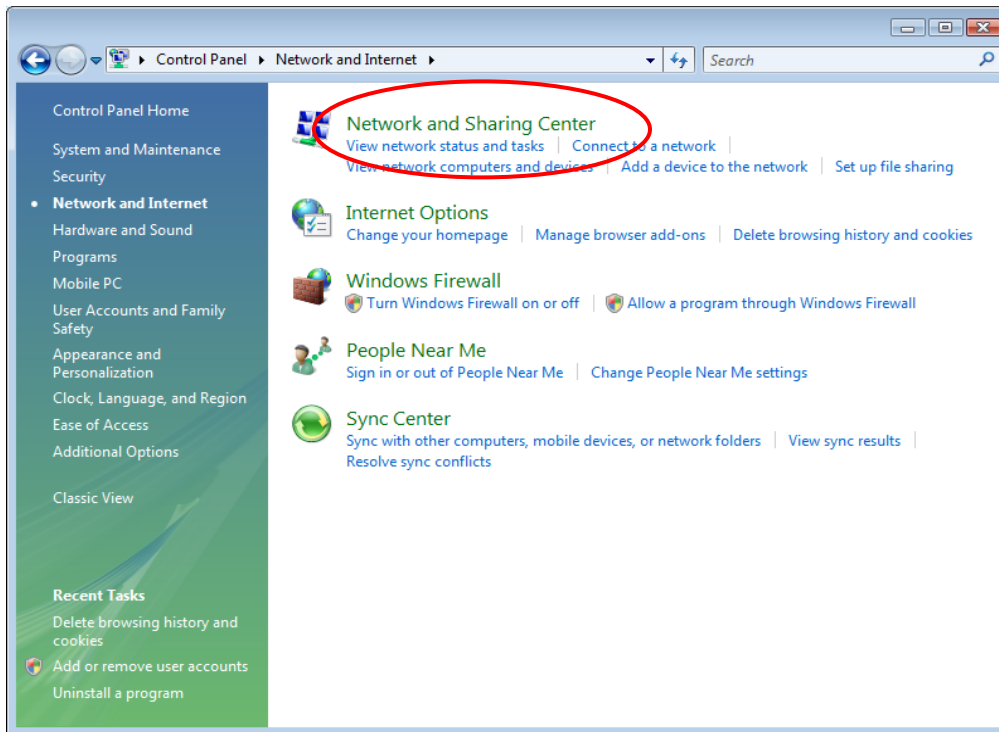 Control Panel Network and Internet Search
Control Panel Home
System and Maintenance
Security
Network and Internet
Hardware and Sound
Programs
Mobile PC
User Accounts and Family
Safety
Appearance and
Personalization
Clock, Language, and Region
Ease of Access
Additional Options
Classic View
Recent Tasks
Delete browsing history and
cookies
Add or remove user accounts
Uninstall a program
Network and Sharing Center
View network status and tasks Connect to a network
View network computers and devices Add a device to the network Set up file sharing
Internet Options
Change your homepage Manage browser add-ons Delete browsing history and cookies
Windows Firewall
Turn Windows Firewall on or off Allow a program through Windows Firewall
People Near Me
Sign in or out of People Near Me Change People Near Me settings
Sync Center
Sync with other computers, mobile devices, or network folders View sync results
Resolve sync conflicts